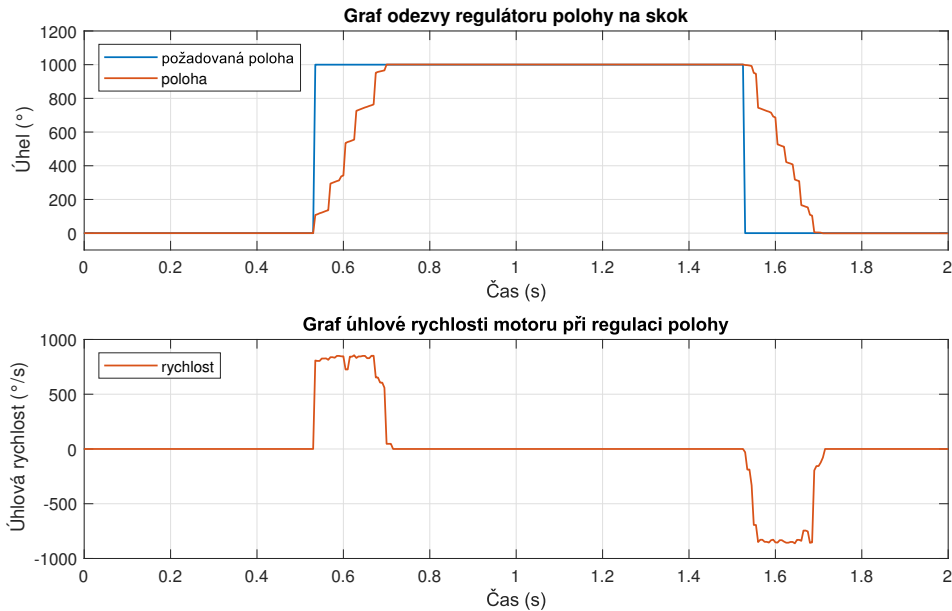 Graf odezvy regulátoru polohy na skok
1200
1000
800
600
400
200
0
Úhel (°)
požadovaná poloha
poloha
0 0.2 0.4 0.6 0.8 1 1.2 1.4 1.6 1.8 2
Čas (s)
Graf úhlové rychlosti motoru při regulaci polohy
1000
500
0
-500
-1000
Úhlová rychlost (°/s)
rychlost
0 0.2 0.4 0.6 0.8 1 1.2 1.4 1.6 1.8 2
Čas (s)